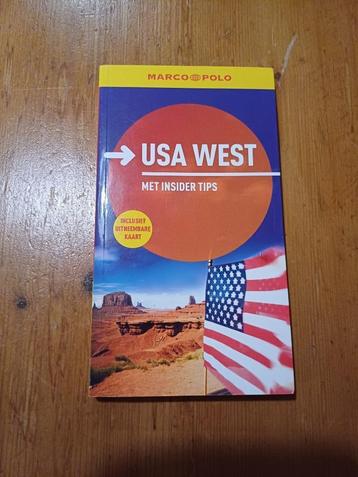 MARCO POLO
USA WEST
MET INSIDER TIPS
INCLUSIEF
UITNEEMBARE
KAART